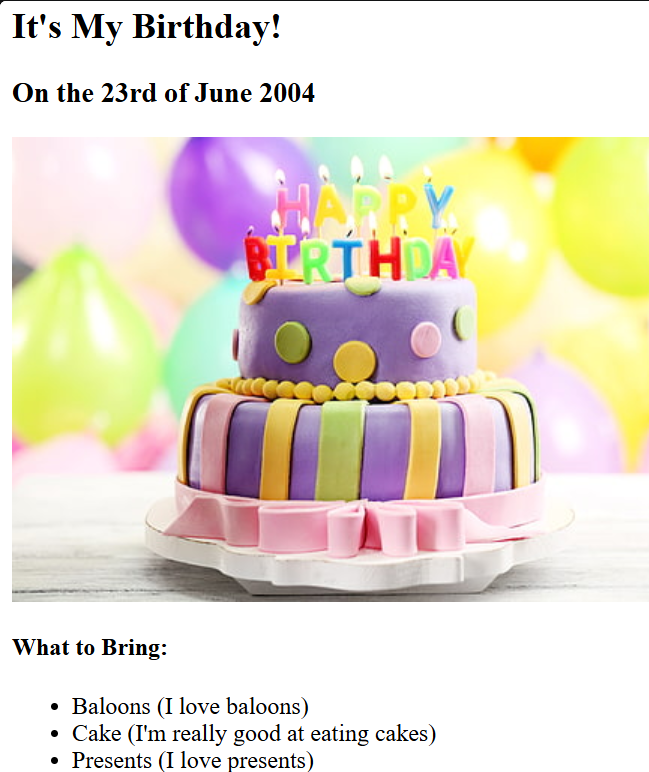 It's My Birthday!
On the 23rd of June 2004
HAPPY
BIRTHDAY
What to Bring:
Baloons (I love baloons)
Cake (I'm really good at eating cakes)
Presents (I love presents)